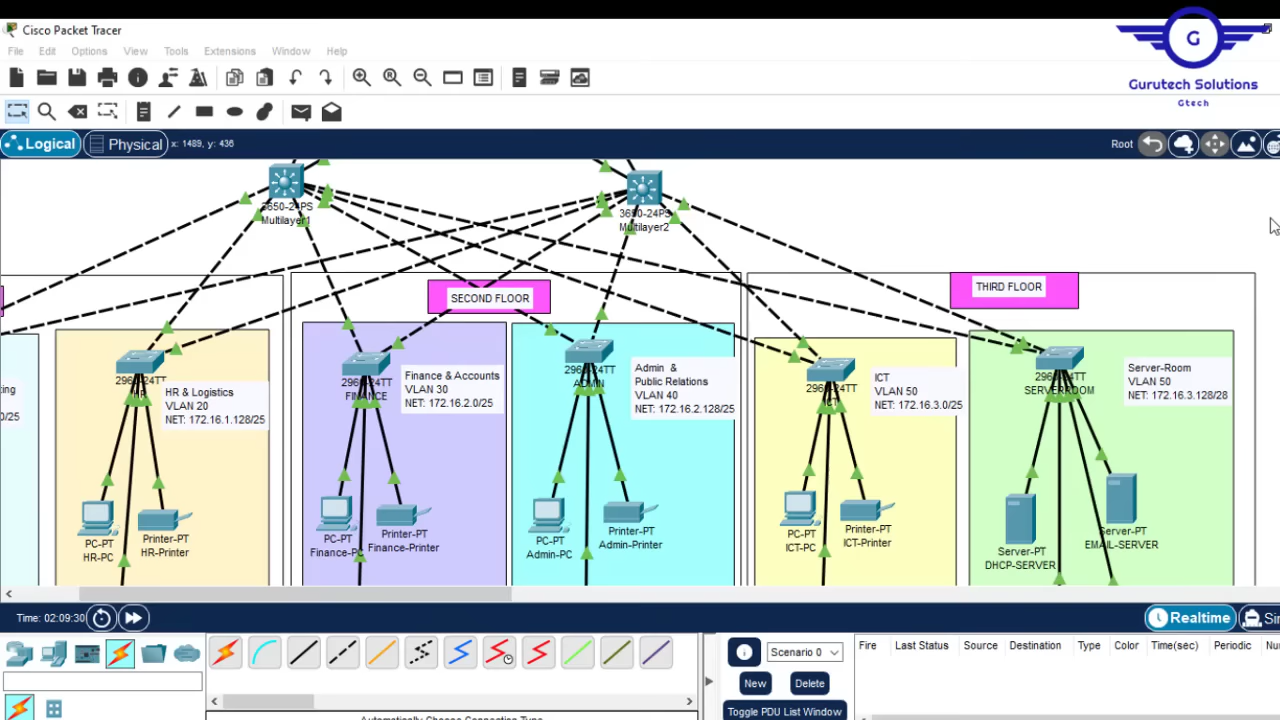 Cisco Packet Tracer
G
Gurutech Solutions
Gtech
File Edit Options View Tools Extensions Window Help
Logical
Physical
x: 1489, y: 436
Root
3650-24PS
Multilayer1
Multilayer2
SECOND FLOOR
THIRD FLOOR
0/25
HR & Logistics
VLAN 20
NET: 172.16.1.128/25
FINANCE
Finance & Accounts
VLAN 30
NET: 172.16.2.0/25
ADMIN
Admin &
Public Relations
VLAN 40
NET: 172.16.2.128/25
ICT
VLAN 50
NET: 172.16.3.0/25
SERVERROOM
Server-Room
VLAN 50
NET: 172.16.3.128/28
PC-PT
HR-PC
Printer-PT
HR-Printer
PC-PT
Finance-PC
Printer-PT
Finance-Printer
PC-PT
Admin-PC
Printer-PT
Admin-Printer
PC-PT
ICT-PC
Printer-PT
ICT-Printer
Server-PT
DHCP-SERVER
Server-PT
EMAIL-SERVER
Time: 02:09:30
Realtime
Scenario 0
New
Delete
Toggle PDU List Window
Fire Last Status Source Destination Type Color Time(sec) Periodic